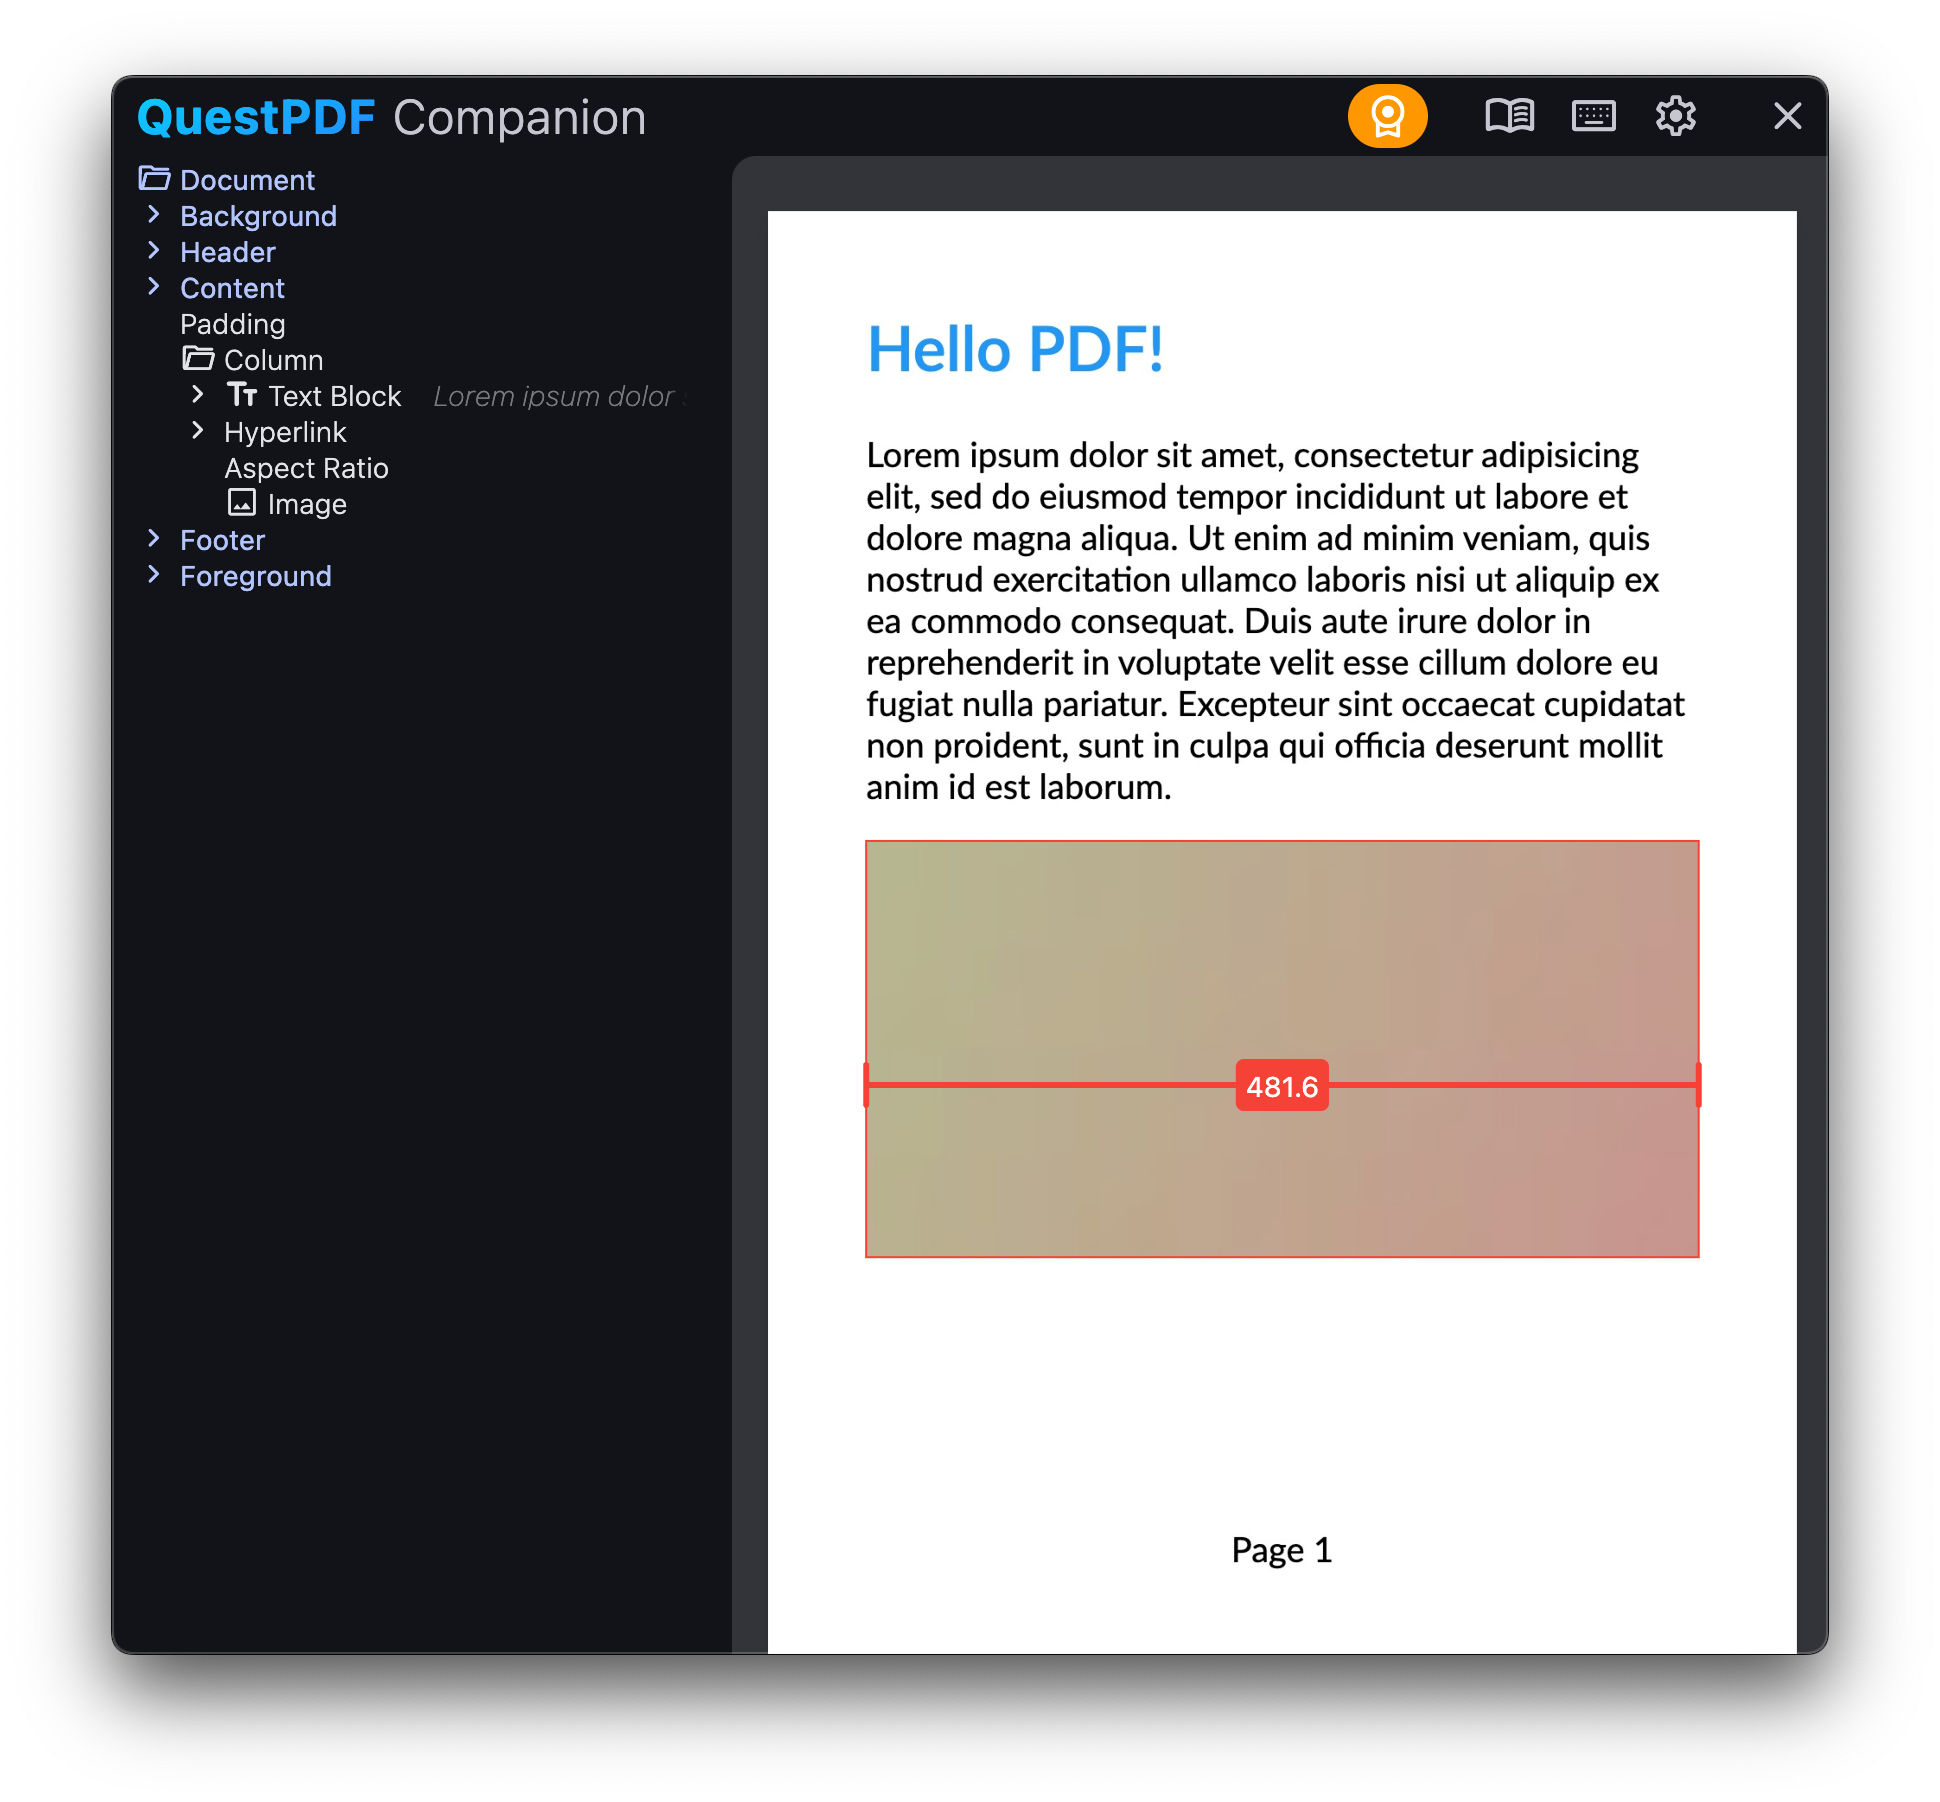 QuestPDF Companion
Document
Background
Header
Content
Padding
Column
Text Block Lorem ipsum dolor
Hyperlink
Aspect Ratio
Image
Footer
Foreground
Hello PDF!
Lorem ipsum dolor sit amet, consectetur adipisicing
elit, sed do eiusmod tempor incididunt ut labore et
dolore magna aliqua. Ut enim ad minim veniam, quis
nostrud exercitation ullamco laboris nisi ut aliquip ex
ea commodo consequat. Duis aute irure dolor in
reprehenderit in voluptate velit esse cillum dolore eu
fugiat nulla pariatur. Excepteur sint occaecat cupidatat
non proident, sunt in culpa qui officia deserunt mollit
anim id est laborum.
481.6
Page 1